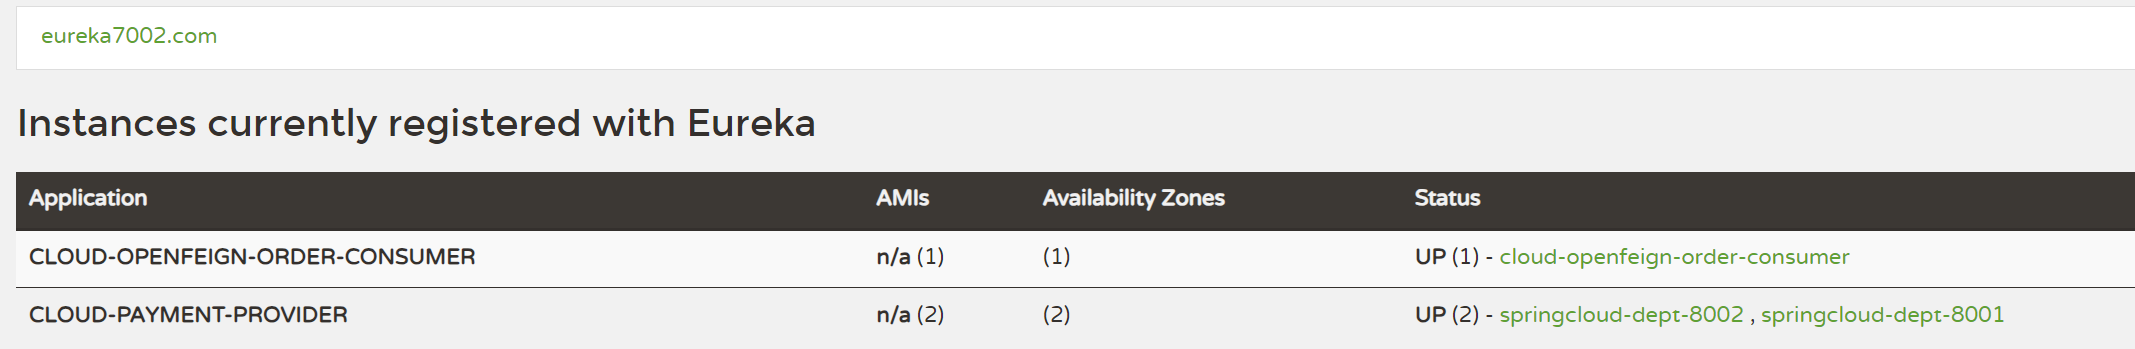 eureka7002.com
Instances currently registered with Eureka
Application AMIs Availability Zones Status
CLOUD-OPENFEIGN-ORDER-CONSUMER n/a (1) (1) UP (1) - cloud-openfeign-order-consumer
CLOUD-PAYMENT-PROVIDER n/a (2) (2) UP (2) - springcloud-dept-8002 , springcloud-dept-8001